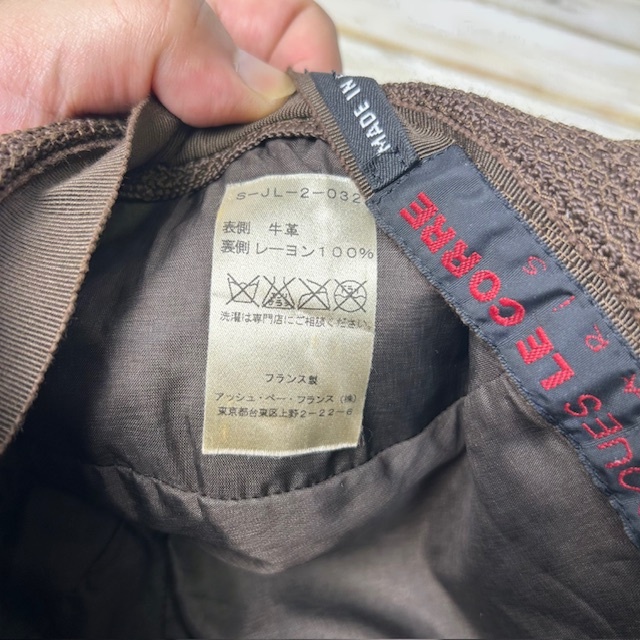 S-JL-2-032
表側 牛革
裏側 レーヨン100%
洗濯は専門店にご相談ください
フランス製
アッシュ・ペー・フランス(株)
東京都台東区上野2-22-6
MADE IN
QUES LE CORRE